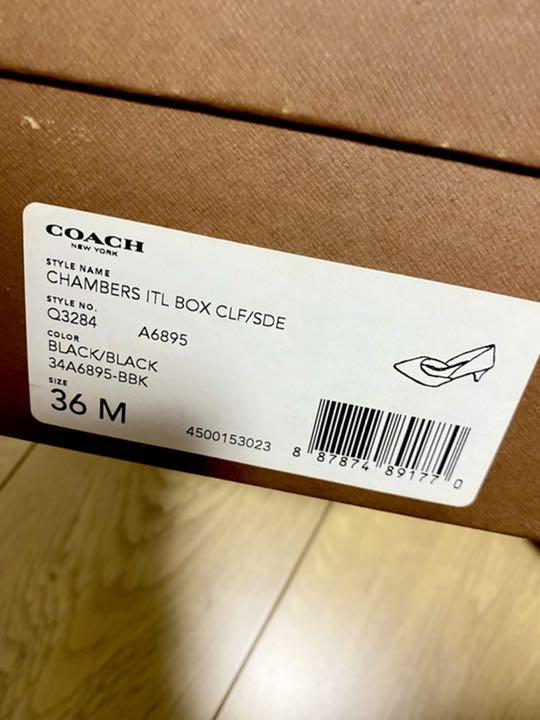 COACH
NEW YORK
STYLE NAME
CHAMBERS ITL BOX CLF/SDE
STYLE NO.
Q3284 A6895
COLOR
BLACK/BLACK
34A6895-BBK
SIZE
36 M
4500153023
8 87874 89177 0